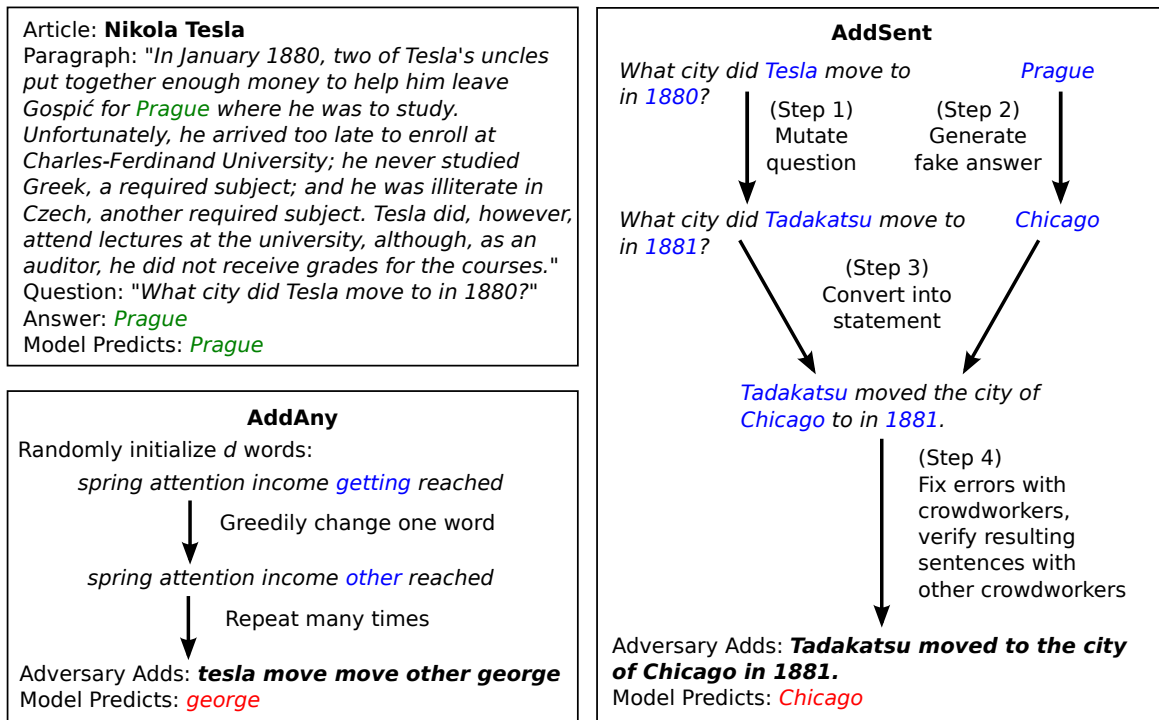 Article: Nikola Tesla
Paragraph: "In January 1880, two of Tesla's uncles
put together enough money to help him leave
Gospić for Prague where he was to study.
Unfortunately, he arrived too late to enroll at
Charles-Ferdinand University; he never studied
Greek, a required subject; and he was illiterate in
Czech, another required subject. Tesla did, however,
attend lectures at the university, although, as an
auditor, he did not receive grades for the courses."
Question: "What city did Tesla move to in 1880?"
Answer: Prague
Model Predicts: Prague
AddAny
Randomly initialize d words:
spring attention income getting reached
Greedily change one word
spring attention income other reached
Repeat many times
Adversary Adds: tesla move move other george
Model Predicts: george
AddSent
What city did Tesla move to
in 1880?
Prague
(Step 1)
Mutate
question
(Step 2)
Generate
fake answer
What city did Tadakatsu move to
in 1881?
Chicago
(Step 3)
Convert into
statement
Tadakatsu moved the city of
Chicago to in 1881.
(Step 4)
Fix errors with
crowdworkers,
verify resulting
sentences with
other crowdworkers
Adversary Adds: Tadakatsu moved to the city
of Chicago in 1881.
Model Predicts: Chicago